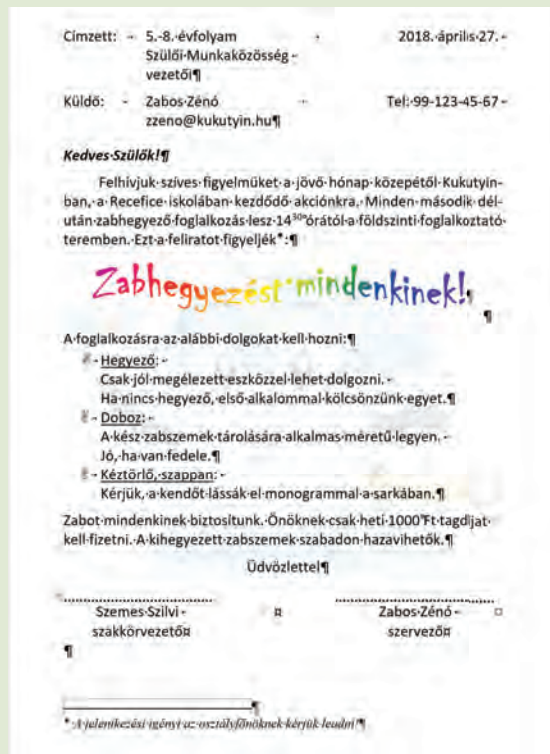 Címzett: 5.-8. évfolyam 2018. április 27.
Szülői Munkaközösség
vezetői¶
Küldő: Zabos Zénó Tel: 99-123-45-67
zzeno@kukutyin.hu¶
Kedves Szülők!¶
Felhívjuk szíves figyelmüket a jövő hónap közepétől Kukutyin-
ban, a Recefice iskolában kezdődő akciónkra. Minden második dél-
után zabhegyező foglalkozás lesz 14³⁰ órától a földszinti foglalkoztató
teremben. Ezt a feliratot figyeljék*:¶
Zabhegyezést mindenkinek!¶
¶
A foglalkozásra az alábbi dolgokat kell hozni:¶
- Hegyező:
Csak jól megélezett eszközzel lehet dolgozni.
Ha nincs hegyező, első alkalommal kölcsönzünk egyet.¶
- Doboz:
A kész zabszemek tárolására alkalmas méretű legyen.
Jó, ha van fedele.¶
- Kéztörlő, szappan:
Kérjük, a kendőt lássák el monogrammal a sarkában.¶
Zabot mindenkinek biztosítunk. Önöknek csak heti 1000 Ft tagdíjat
kell fizetni. A kihegyezett zabszemek szabadon hazavihetők.¶
Üdvözlettel¶
Szemes Szilvi ¤ Zabos Zénó ¤
szakkörvezető¤ szervező¤
¶
¶
* A jelentkezési igényt az osztályfőnöknek kérjük leadni!¶